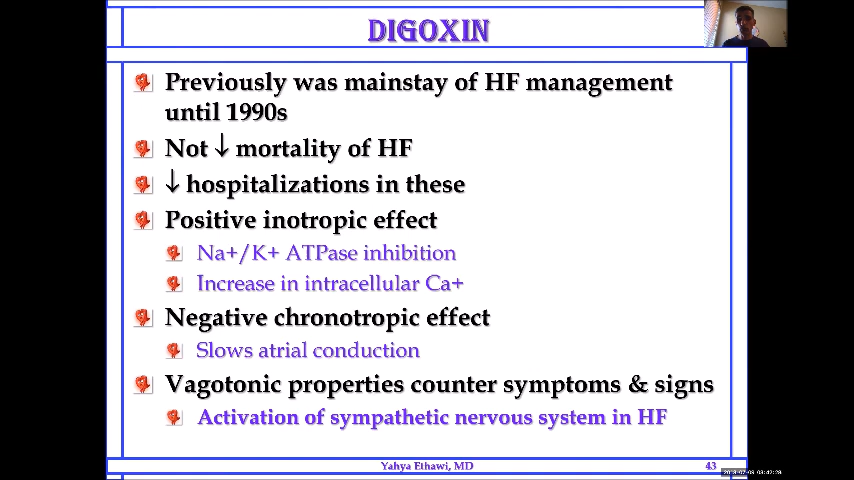 DIGOXIN
Previously was mainstay of HF management
until 1990s
Not ↓ mortality of HF
↓ hospitalizations in these
Positive inotropic effect
Na+/K+ ATPase inhibition
Increase in intracellular Ca+
Negative chronotropic effect
Slows atrial conduction
Vagotonic properties counter symptoms & signs
Activation of sympathetic nervous system in HF
Yahya Ethawi, MD
43